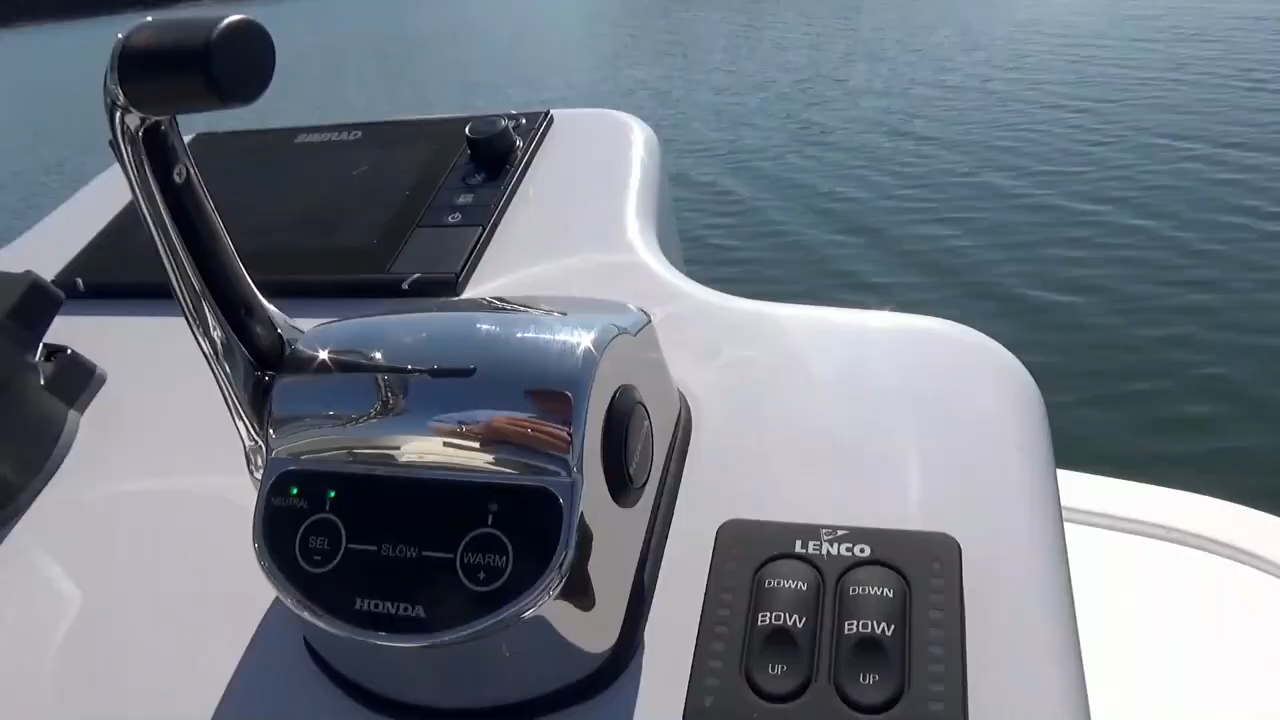 SIMRAD
NEUTRAL
SEL
-
SLOW
WARM
+
HONDA
LENCO
DOWN
BOW
UP
DOWN
BOW
UP